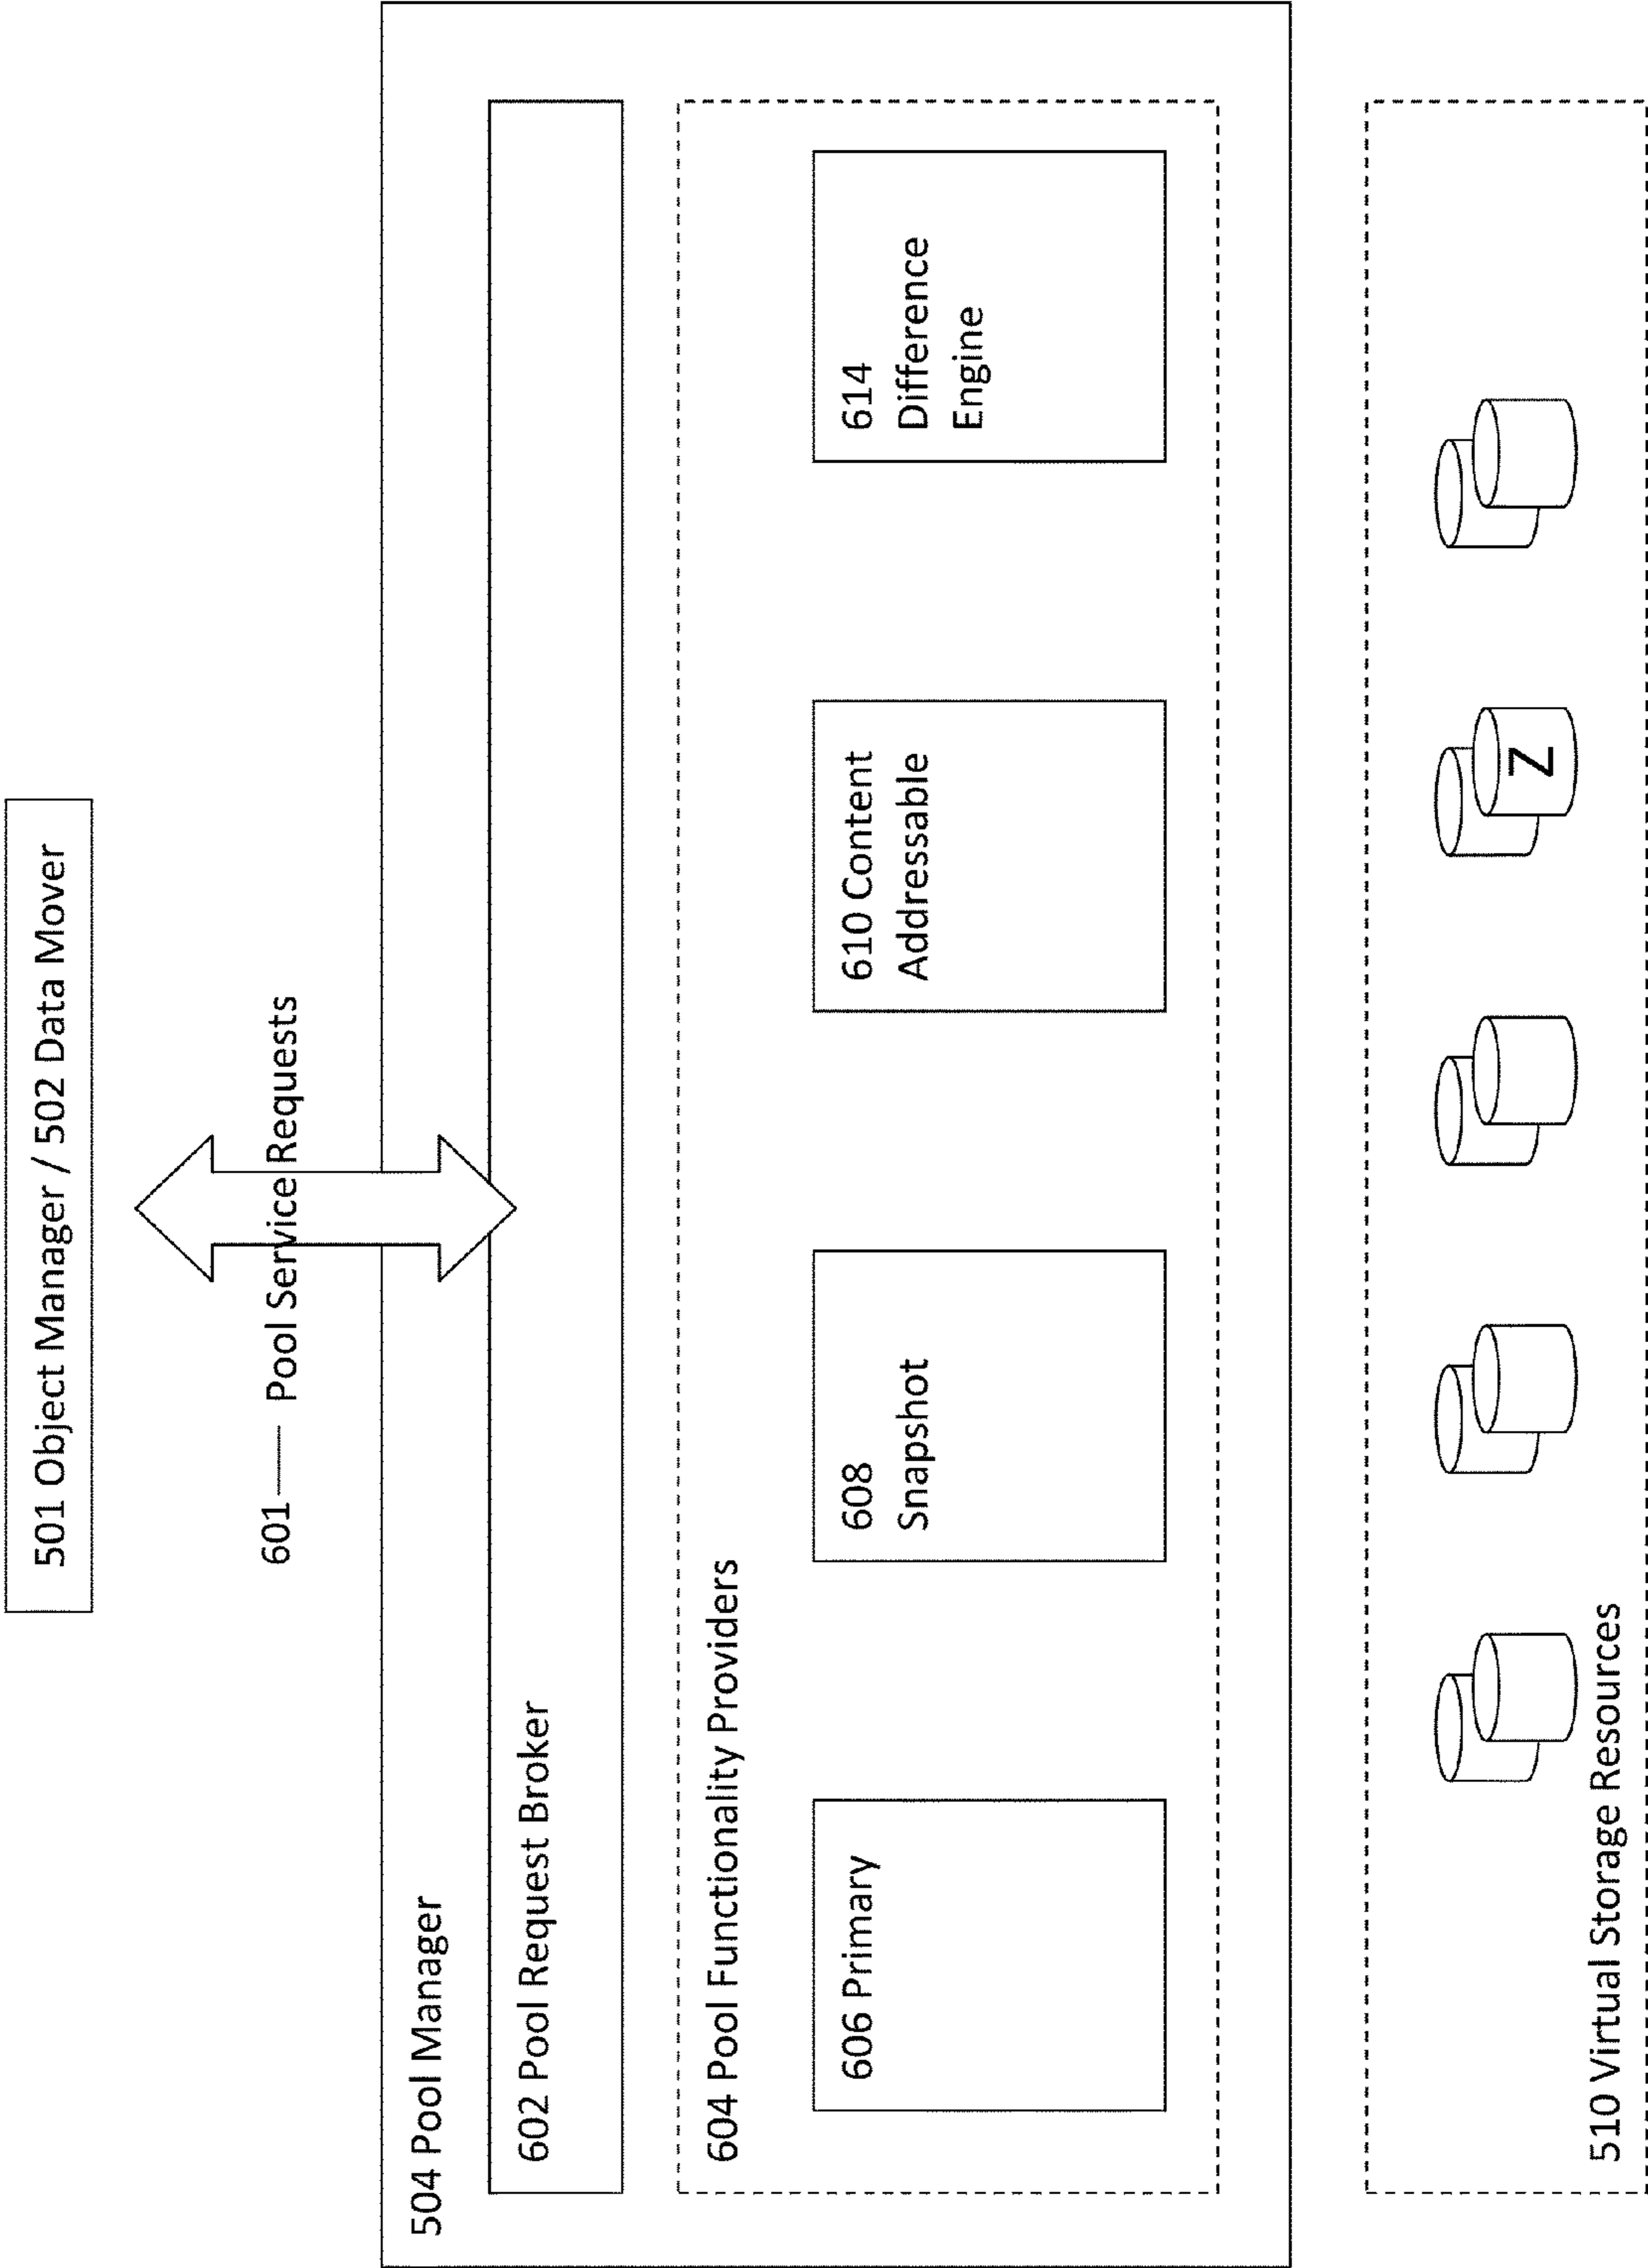 501 Object Manager / 502 Data Mover
601 Pool Service Requests
504 Pool Manager
602 Pool Request Broker
604 Pool Functionality Providers
606 Primary
608
Snapshot
610 Content
Addressable
614
Difference
Engine
N
510 Virtual Storage Resources